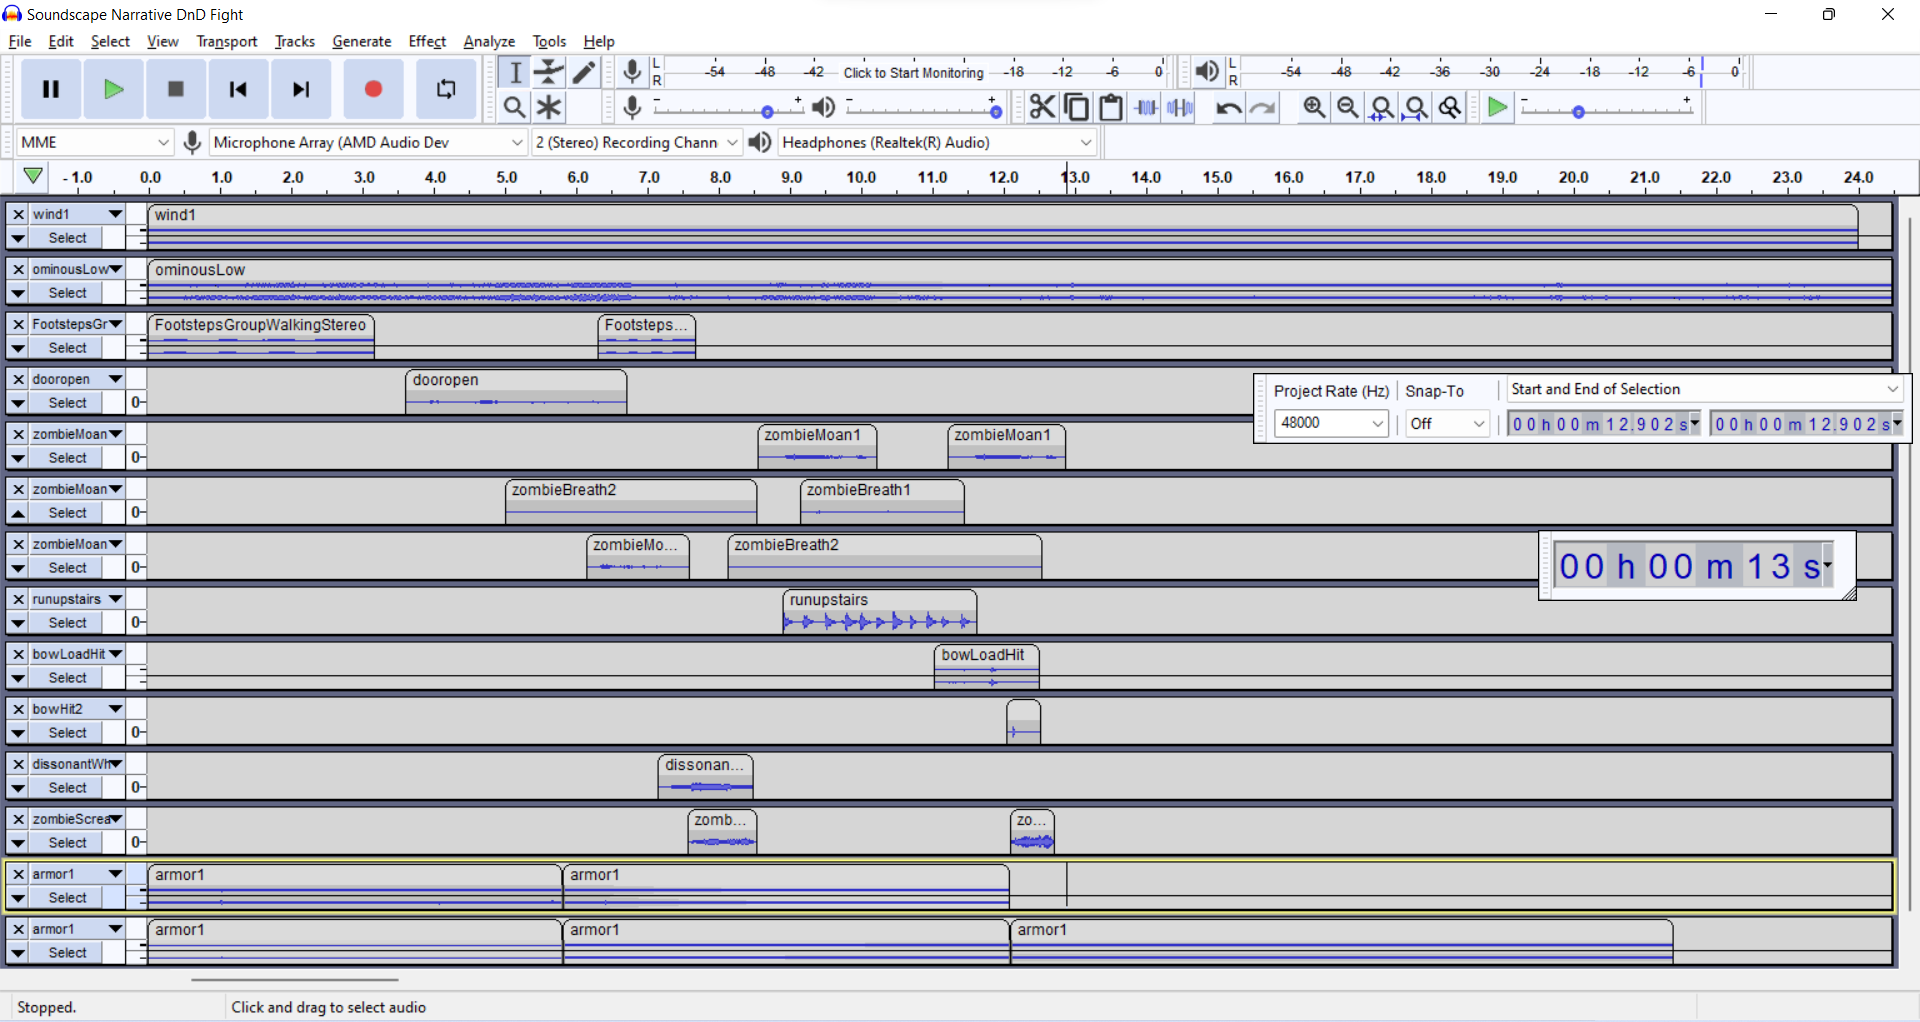 Soundscape Narrative DnD Fight
File Edit Select View Transport Tracks Generate Effect Analyze Tools Help
L R -54 -48 -42 Click to Start Monitoring -18 -12 -6 0 L R -54 -48 -42 -36 -30 -24 -18 -12 -6 0
- + - + - +
MME Microphone Array (AMD Audio Dev 2 (Stereo) Recording Chann Headphones (Realtek(R) Audio)
-1.0 0.0 1.0 2.0 3.0 4.0 5.0 6.0 7.0 8.0 9.0 10.0 11.0 12.0 13.0 14.0 15.0 16.0 17.0 18.0 19.0 20.0 21.0 22.0 23.0 24.0
wind1 wind1
Select
ominousLow ominousLow
Select
FootstepsGr FootstepsGroupWalkingStereo Footsteps...
Select
dooropen dooropen
Select 0
Project Rate (Hz) Snap-To Start and End of Selection
48000 Off 00 h 00 m 12.902 s 00 h 00 m 12.902 s
zombieMoan zombieMoan1 zombieMoan1
Select 0
zombieMoan zombieBreath2 zombieBreath1
Select 0
zombieMoan zombieMo... zombieBreath2
Select 0
00 h 00 m 13 s
runupstairs runupstairs
Select 0
bowLoadHit bowLoadHit
Select
bowHit2
Select 0
dissonantWh dissonan...
Select 0
zombieScrea zomb... zo...
Select 0
armor1 armor1 armor1
Select
armor1 armor1 armor1 armor1
Select
Stopped. Click and drag to select audio